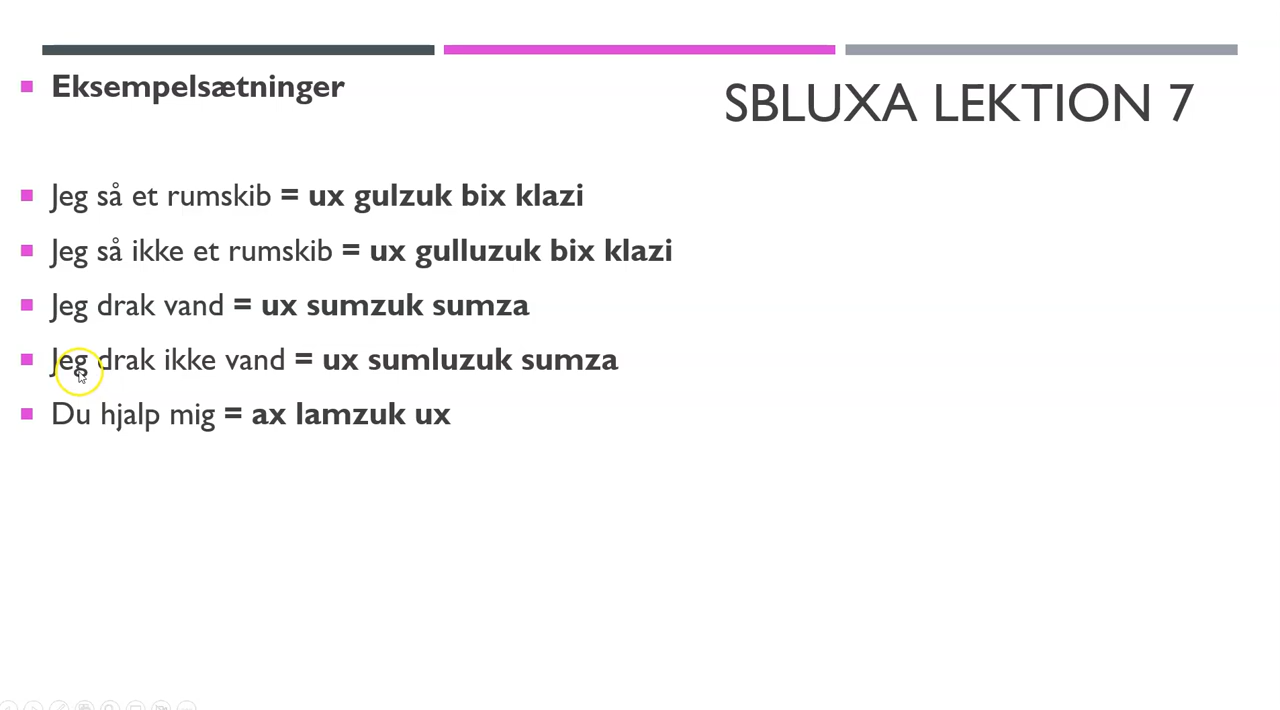 Eksempelsætninger
SBLUXA LEKTION 7
Jeg så et rumskib = ux gulzuk bix klazi
Jeg så ikke et rumskib = ux gulluzuk bix klazi
Jeg drak vand = ux sumzuk sumza
Jeg drak ikke vand = ux sumluzuk sumza
Du hjalp mig = ax lamzuk ux